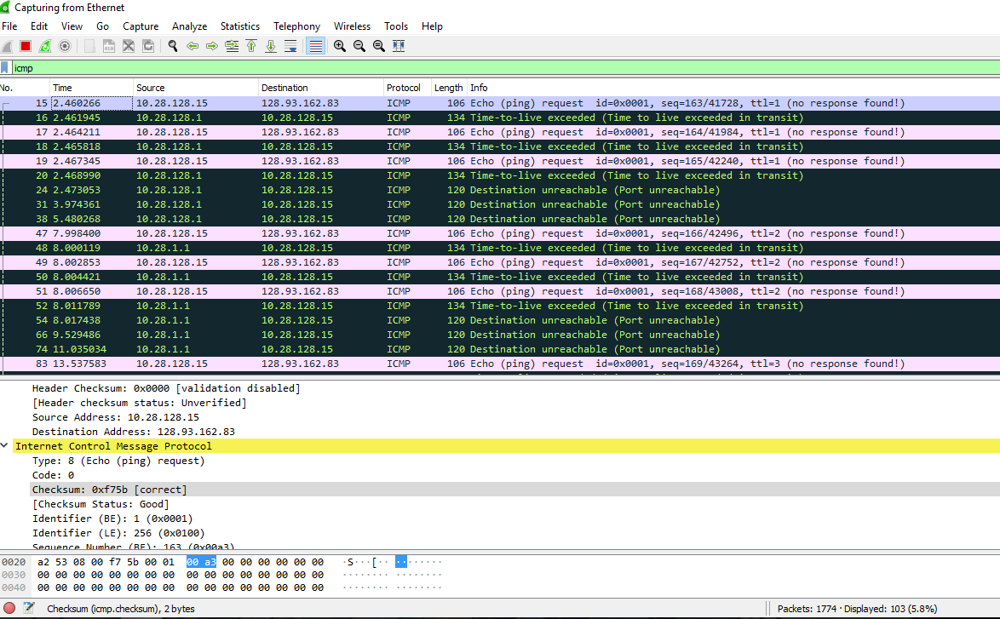 Capturing from Ethernet
File Edit View Go Capture Analyze Statistics Telephony Wireless Tools Help
icmp
No. Time Source Destination Protocol Length Info
15 2.460266 10.28.128.15 128.93.162.83 ICMP 106 Echo (ping) request id=0x0001, seq=163/41728, ttl=1 (no response found!)
16 2.461945 10.28.128.1 10.28.128.15 ICMP 134 Time-to-live exceeded (Time to live exceeded in transit)
17 2.464211 10.28.128.15 128.93.162.83 ICMP 106 Echo (ping) request id=0x0001, seq=164/41984, ttl=1 (no response found!)
18 2.465818 10.28.128.1 10.28.128.15 ICMP 134 Time-to-live exceeded (Time to live exceeded in transit)
19 2.467345 10.28.128.15 128.93.162.83 ICMP 106 Echo (ping) request id=0x0001, seq=165/42240, ttl=1 (no response found!)
20 2.468990 10.28.128.1 10.28.128.15 ICMP 134 Time-to-live exceeded (Time to live exceeded in transit)
24 2.473053 10.28.128.1 10.28.128.15 ICMP 120 Destination unreachable (Port unreachable)
31 3.974361 10.28.128.1 10.28.128.15 ICMP 120 Destination unreachable (Port unreachable)
38 5.480268 10.28.128.1 10.28.128.15 ICMP 120 Destination unreachable (Port unreachable)
47 7.998400 10.28.128.15 128.93.162.83 ICMP 106 Echo (ping) request id=0x0001, seq=166/42496, ttl=2 (no response found!)
48 8.000119 10.28.1.1 10.28.128.15 ICMP 134 Time-to-live exceeded (Time to live exceeded in transit)
49 8.002853 10.28.128.15 128.93.162.83 ICMP 106 Echo (ping) request id=0x0001, seq=167/42752, ttl=2 (no response found!)
50 8.004421 10.28.1.1 10.28.128.15 ICMP 134 Time-to-live exceeded (Time to live exceeded in transit)
51 8.006650 10.28.128.15 128.93.162.83 ICMP 106 Echo (ping) request id=0x0001, seq=168/43008, ttl=2 (no response found!)
52 8.011789 10.28.1.1 10.28.128.15 ICMP 134 Time-to-live exceeded (Time to live exceeded in transit)
54 8.017438 10.28.1.1 10.28.128.15 ICMP 120 Destination unreachable (Port unreachable)
66 9.529486 10.28.1.1 10.28.128.15 ICMP 120 Destination unreachable (Port unreachable)
74 11.035034 10.28.1.1 10.28.128.15 ICMP 120 Destination unreachable (Port unreachable)
83 13.537583 10.28.128.15 128.93.162.83 ICMP 106 Echo (ping) request id=0x0001, seq=169/43264, ttl=3 (no response found!)
Header Checksum: 0x0000 [validation disabled]
[Header checksum status: Unverified]
Source Address: 10.28.128.15
Destination Address: 128.93.162.83
Internet Control Message Protocol
Type: 8 (Echo (ping) request)
Code: 0
Checksum: 0xf75b [correct]
[Checksum Status: Good]
Identifier (BE): 1 (0x0001)
Identifier (LE): 256 (0x0100)
Sequence Number (BE): 163 (0x00a3)
0020 a2 53 08 00 f7 5b 00 01 00 a3 00 00 00 00 00 00 ·S···[·· ········
0030 00 00 00 00 00 00 00 00 00 00 00 00 00 00 00 00 ········ ········
0040 00 00 00 00 00 00 00 00 00 00 00 00 00 00 00 00 ········ ········
Checksum (icmp.checksum), 2 bytes
Packets: 1774 · Displayed: 103 (5.8%)